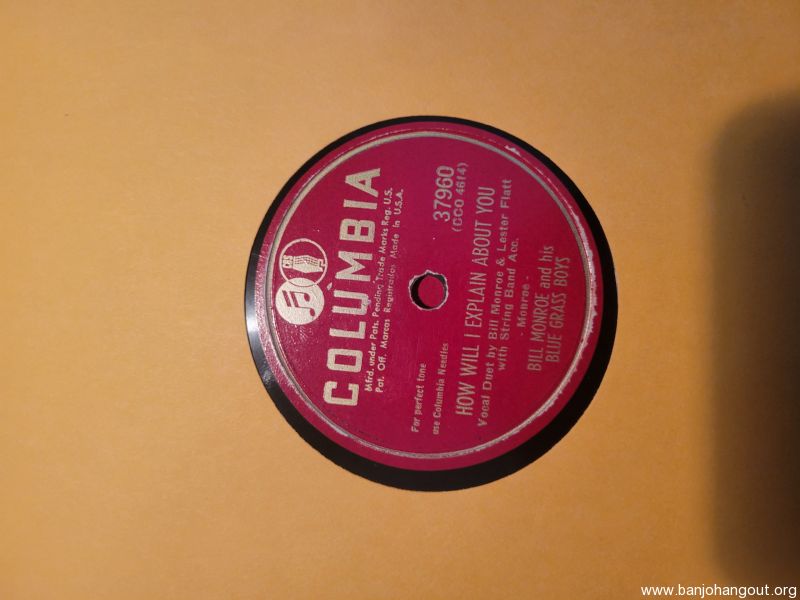 CBS
COLUMBIA
Mfrd. under Pats. Pending Trade Marks Reg. U.S.
Pat. Off. Marcas Registradas Made in U.S.A.
For perfect tone
use Columbia Needles
37960
(CCO 4614)
HOW WILL I EXPLAIN ABOUT YOU
Vocal Duet by Bill Monroe & Lester Flatt
with String Band Acc.
- Monroe -
BILL MONROE and his
BLUE GRASS BOYS
www.banjohangout.org